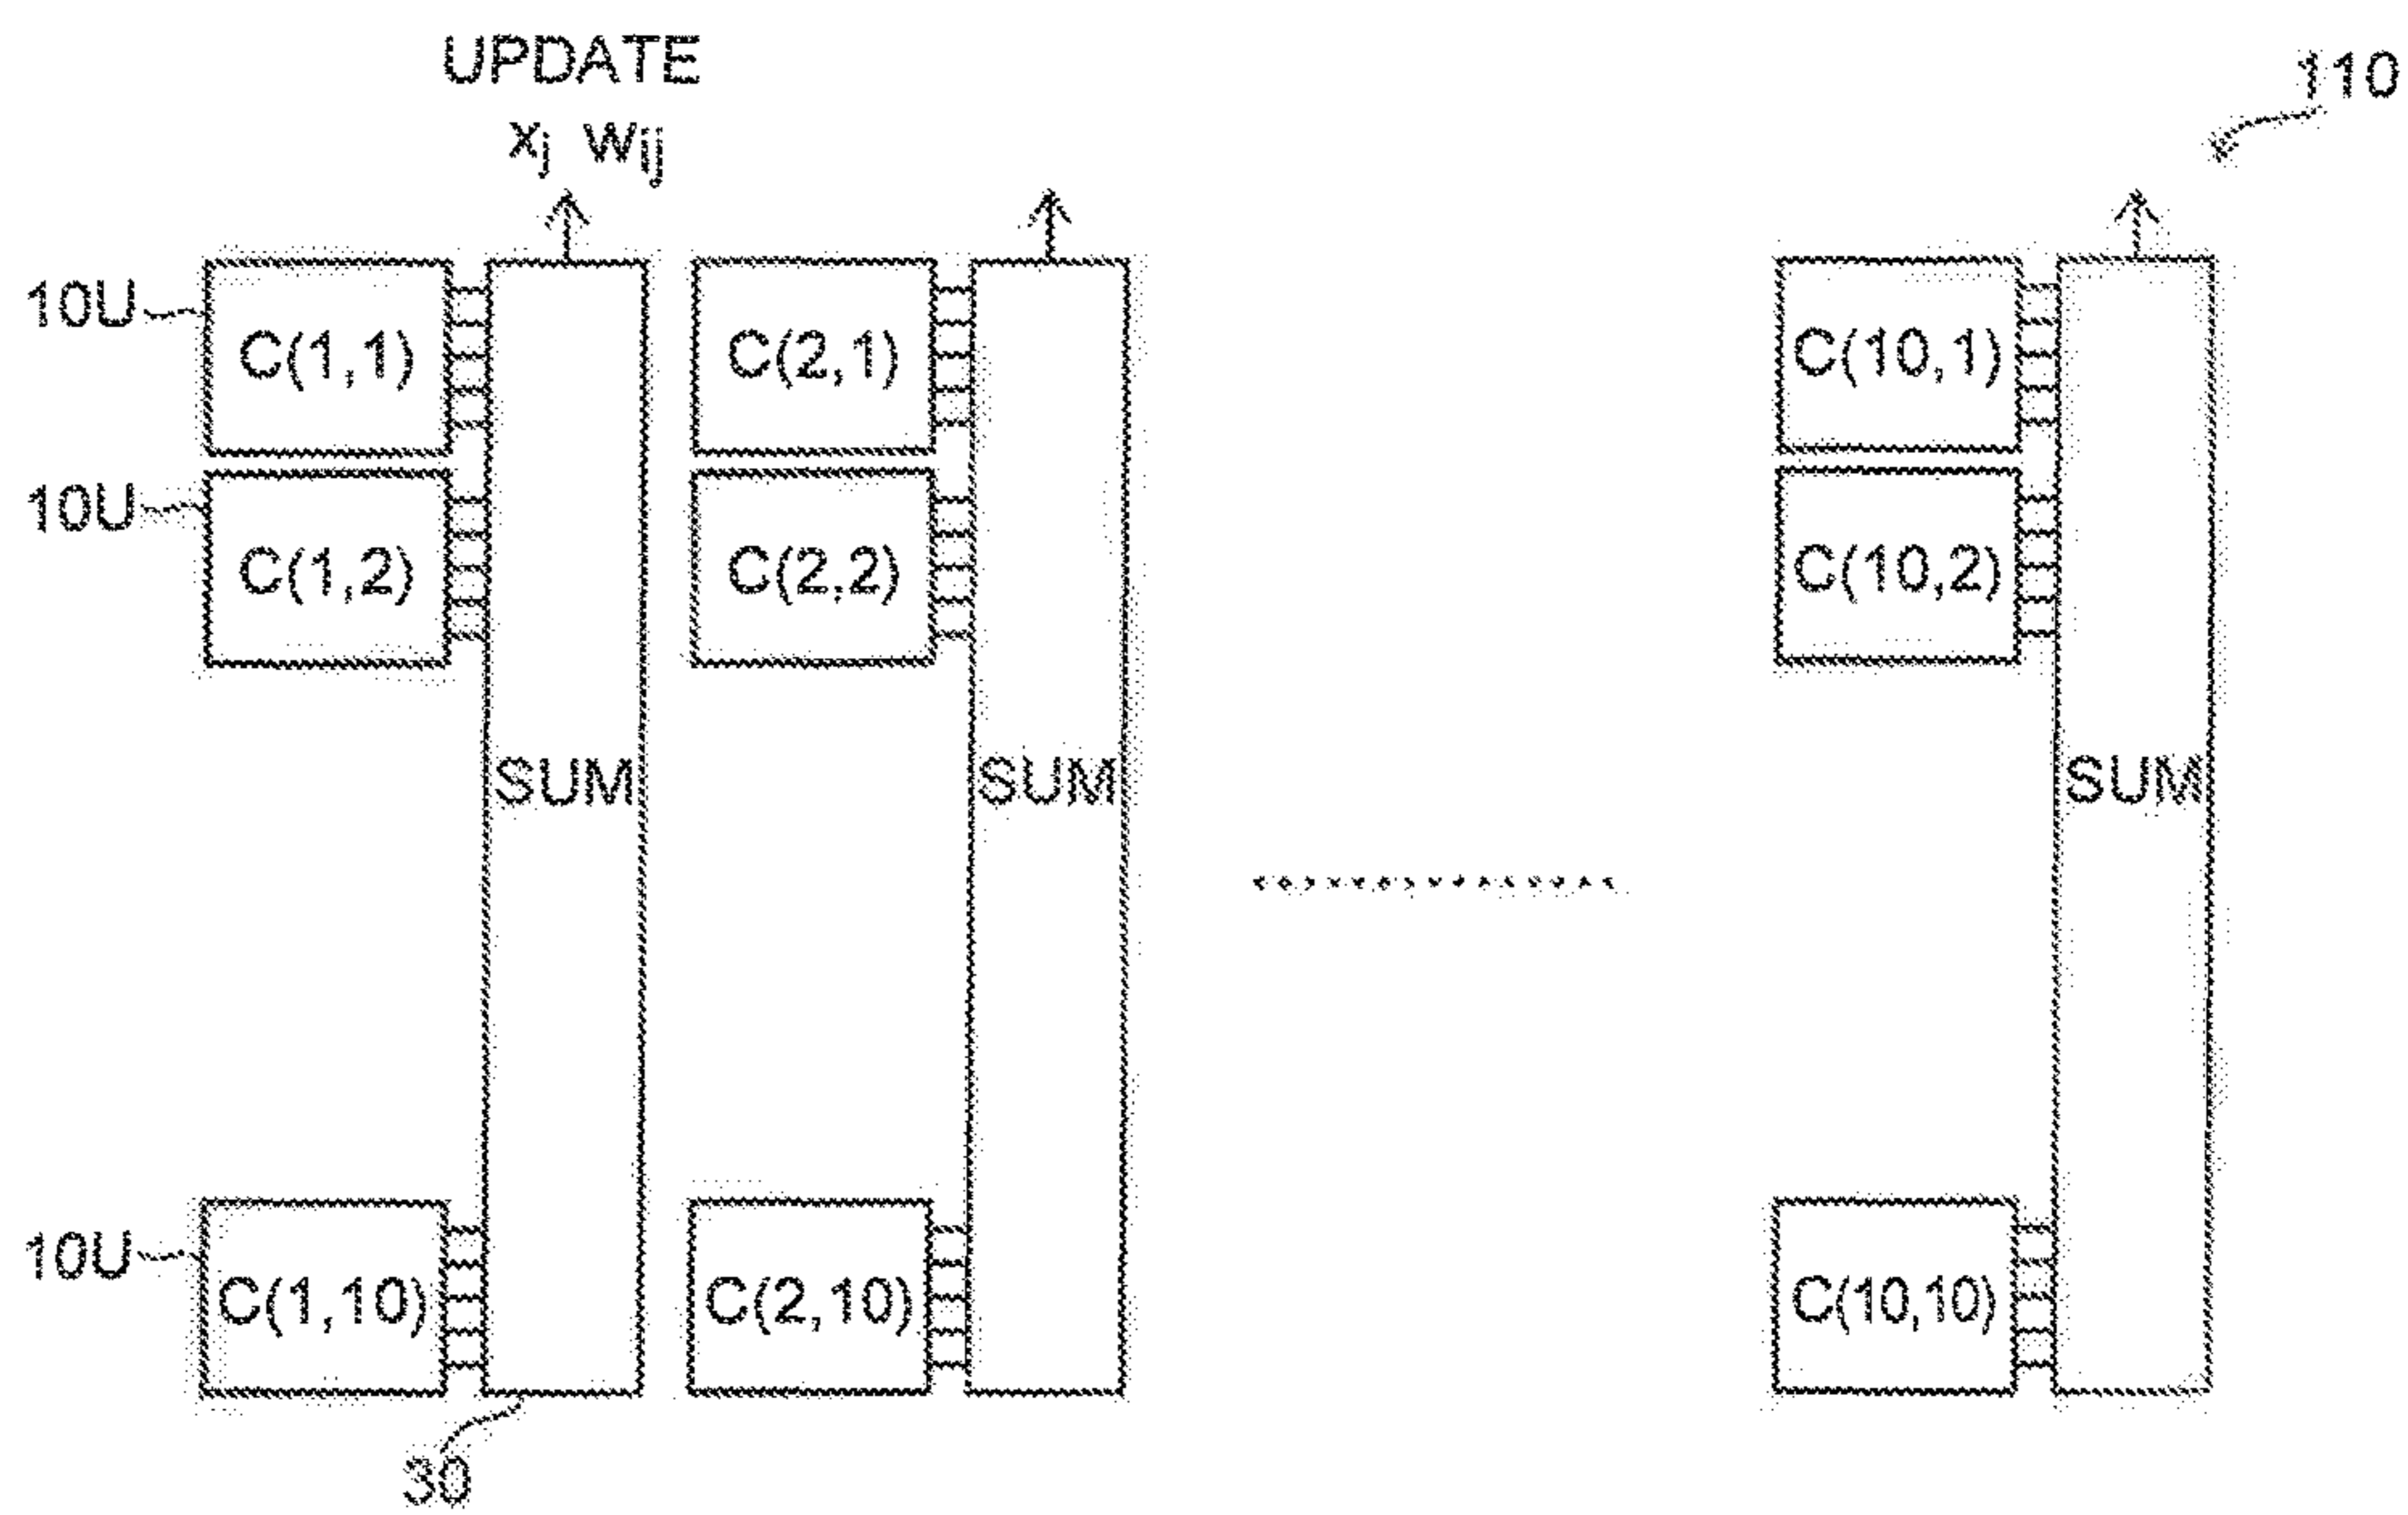 UPDATE
xj wij
110
10U
C(1,1)
C(2,1)
C(10,1)
10U
C(1,2)
C(2,2)
C(10,2)
SUM
SUM
SUM
10U
C(1,10)
C(2,10)
C(10,10)
30